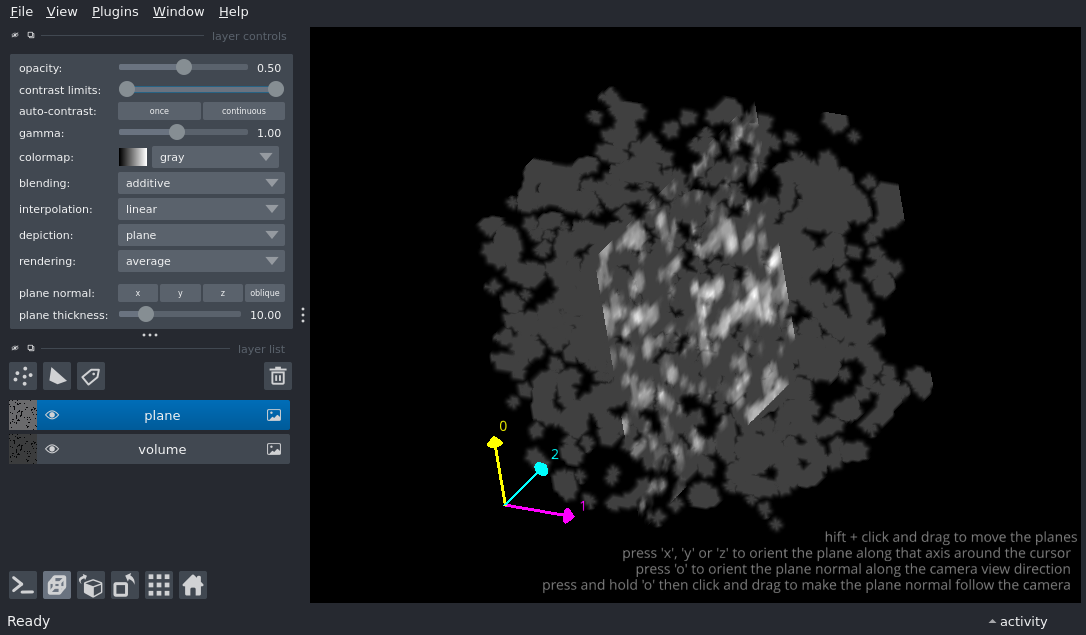 File View Plugins Window Help
layer controls
opacity: 0.50
contrast limits:
auto-contrast: once continuous
gamma: 1.00
colormap: gray
blending: additive
interpolation: linear
depiction: plane
rendering: average
plane normal: x y z oblique
plane thickness: 10.00
layer list
plane
volume
0
2
1
hift + click and drag to move the planes
press 'x', 'y' or 'z' to orient the plane along that axis around the cursor
press 'o' to orient the plane normal along the camera view direction
press and hold 'o' then click and drag to make the plane normal follow the camera
Ready
activity